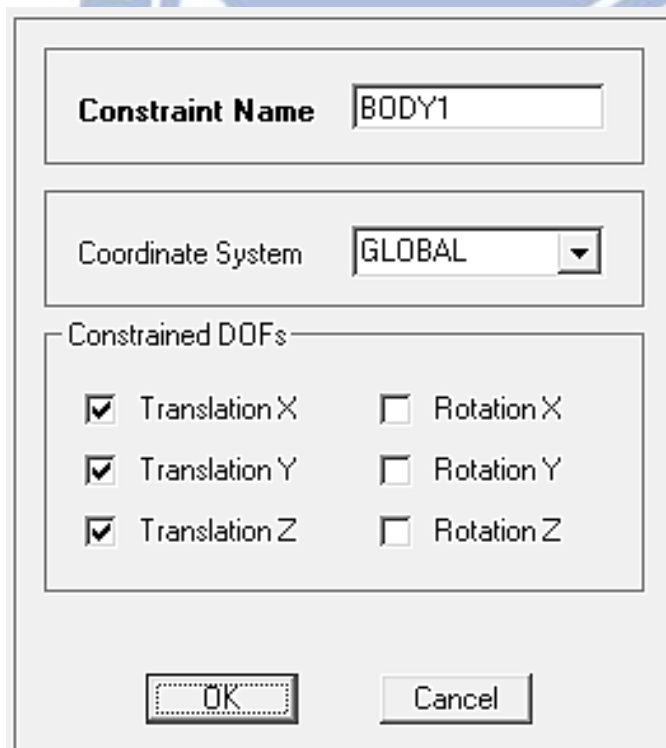 Constraint Name BODY1
Coordinate System GLOBAL
Constrained DOFs
Translation X Rotation X
Translation Y Rotation Y
Translation Z Rotation Z
OK Cancel